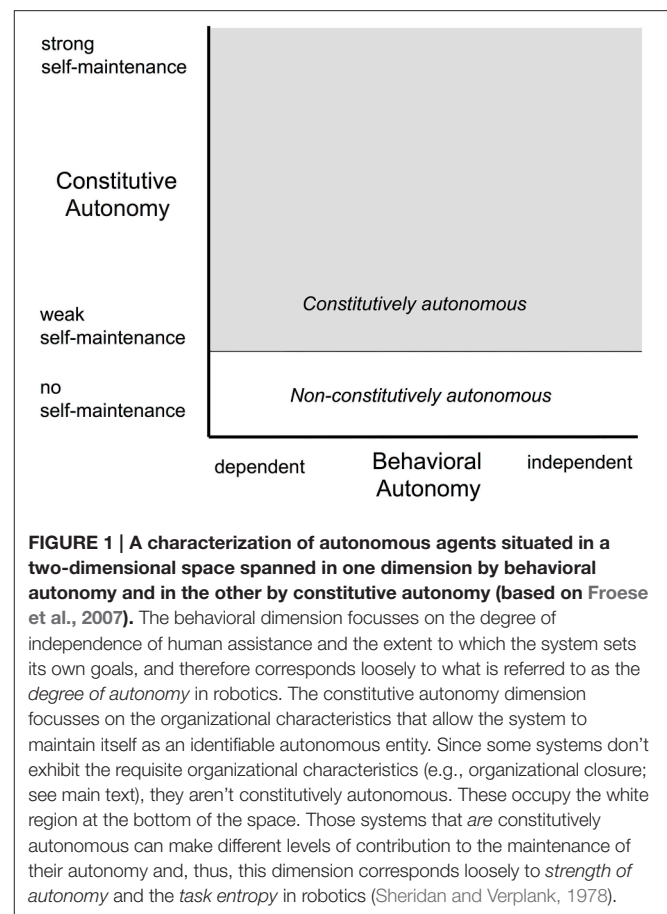 strong
self-maintenance
Constitutive
Autonomy
weak
self-maintenance
Constitutively autonomous
no
self-maintenance
Non-constitutively autonomous
dependent
Behavioral
Autonomy
independent
FIGURE 1 | A characterization of autonomous agents situated in a
two-dimensional space spanned in one dimension by behavioral
autonomy and in the other by constitutive autonomy (based on Froese
et al., 2007). The behavioral dimension focusses on the degree of
independence of human assistance and the extent to which the system sets
its own goals, and therefore corresponds loosely to what is referred to as the
degree of autonomy in robotics. The constitutive autonomy dimension
focusses on the organizational characteristics that allow the system to
maintain itself as an identifiable autonomous entity. Since some systems don’t
exhibit the requisite organizational characteristics (e.g., organizational closure;
see main text), they aren’t constitutively autonomous. These occupy the white
region at the bottom of the space. Those systems that are constitutively
autonomous can make different levels of contribution to the maintenance of
their autonomy and, thus, this dimension corresponds loosely to strength of
autonomy and the task entropy in robotics (Sheridan and Verplank, 1978).